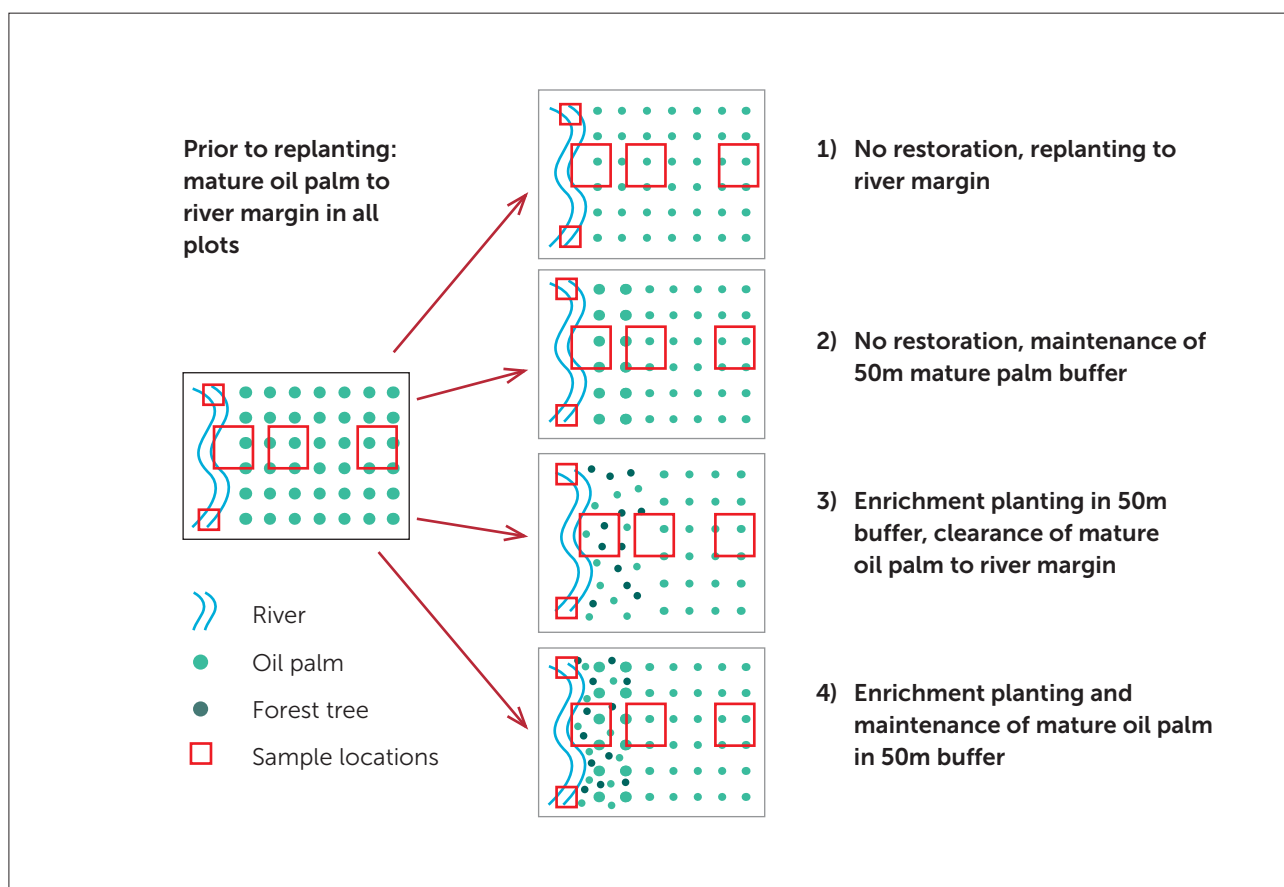 Prior to replanting:
mature oil palm to
river margin in all
plots
River
Oil palm
Forest tree
Sample locations
1) No restoration, replanting to
river margin
2) No restoration, maintenance of
50m mature palm buffer
3) Enrichment planting in 50m
buffer, clearance of mature
oil palm to river margin
4) Enrichment planting and
maintenance of mature oil palm
in 50m buffer